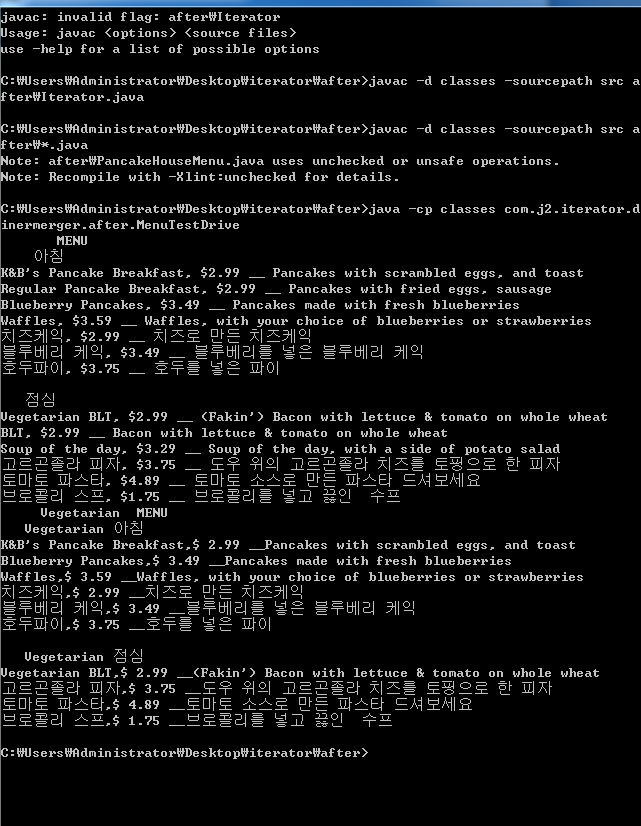 javac: invalid flag: after₩Iterator
Usage: javac <options> <source files>
use -help for a list of possible options
C:₩Users₩Administrator₩Desktop₩iterator₩after>javac -d classes -sourcepath src a
fter₩Iterator.java
C:₩Users₩Administrator₩Desktop₩iterator₩after>javac -d classes -sourcepath src a
fter₩*.java
Note: after₩PancakeHouseMenu.java uses unchecked or unsafe operations.
Note: Recompile with -Xlint:unchecked for details.
C:₩Users₩Administrator₩Desktop₩iterator₩after>java -cp classes com.j2.iterator.d
inermerger.after.MenuTestDrive
MENU
아침
K&B's Pancake Breakfast, $2.99 __ Pancakes with scrambled eggs, and toast
Regular Pancake Breakfast, $2.99 __ Pancakes with fried eggs, sausage
Blueberry Pancakes, $3.49 __ Pancakes made with fresh blueberries
Waffles, $3.59 __ Waffles, with your choice of blueberries or strawberries
치즈케익, $2.99 __ 치즈로 만든 치즈케익
블루베리 케익, $3.49 __ 블루베리를 넣은 블루베리 케익
호두파이, $3.75 __ 호두를 넣은 파이
점심
Vegetarian BLT, $2.99 __ (Fakin') Bacon with lettuce & tomato on whole wheat
BLT, $2.99 __ Bacon with lettuce & tomato on whole wheat
Soup of the day, $3.29 __ Soup of the day, with a side of potato salad
고르곤졸라 피자, $3.75 __ 도우 위의 고르곤졸라 치즈를 토핑으로 한 피자
토마토 파스타, $4.89 __ 토마토 소스로 만든 파스타 드셔보세요
브로콜리 스프, $1.75 __ 브로콜리를 넣고 끓인  수프
Vegetarian  MENU
Vegetarian 아침
K&B's Pancake Breakfast,$ 2.99 __Pancakes with scrambled eggs, and toast
Blueberry Pancakes,$ 3.49 __Pancakes made with fresh blueberries
Waffles,$ 3.59 __Waffles, with your choice of blueberries or strawberries
치즈케익,$ 2.99 __치즈로 만든 치즈케익
블루베리 케익,$ 3.49 __블루베리를 넣은 블루베리 케익
호두파이,$ 3.75 __호두를 넣은 파이
Vegetarian 점심
Vegetarian BLT,$ 2.99 __(Fakin') Bacon with lettuce & tomato on whole wheat
고르곤졸라 피자,$ 3.75 __도우 위의 고르곤졸라 치즈를 토핑으로 한 피자
토마토 파스타,$ 4.89 __토마토 소스로 만든 파스타 드셔보세요
브로콜리 스프,$ 1.75 __브로콜리를 넣고 끓인  수프
C:₩Users₩Administrator₩Desktop₩iterator₩after>